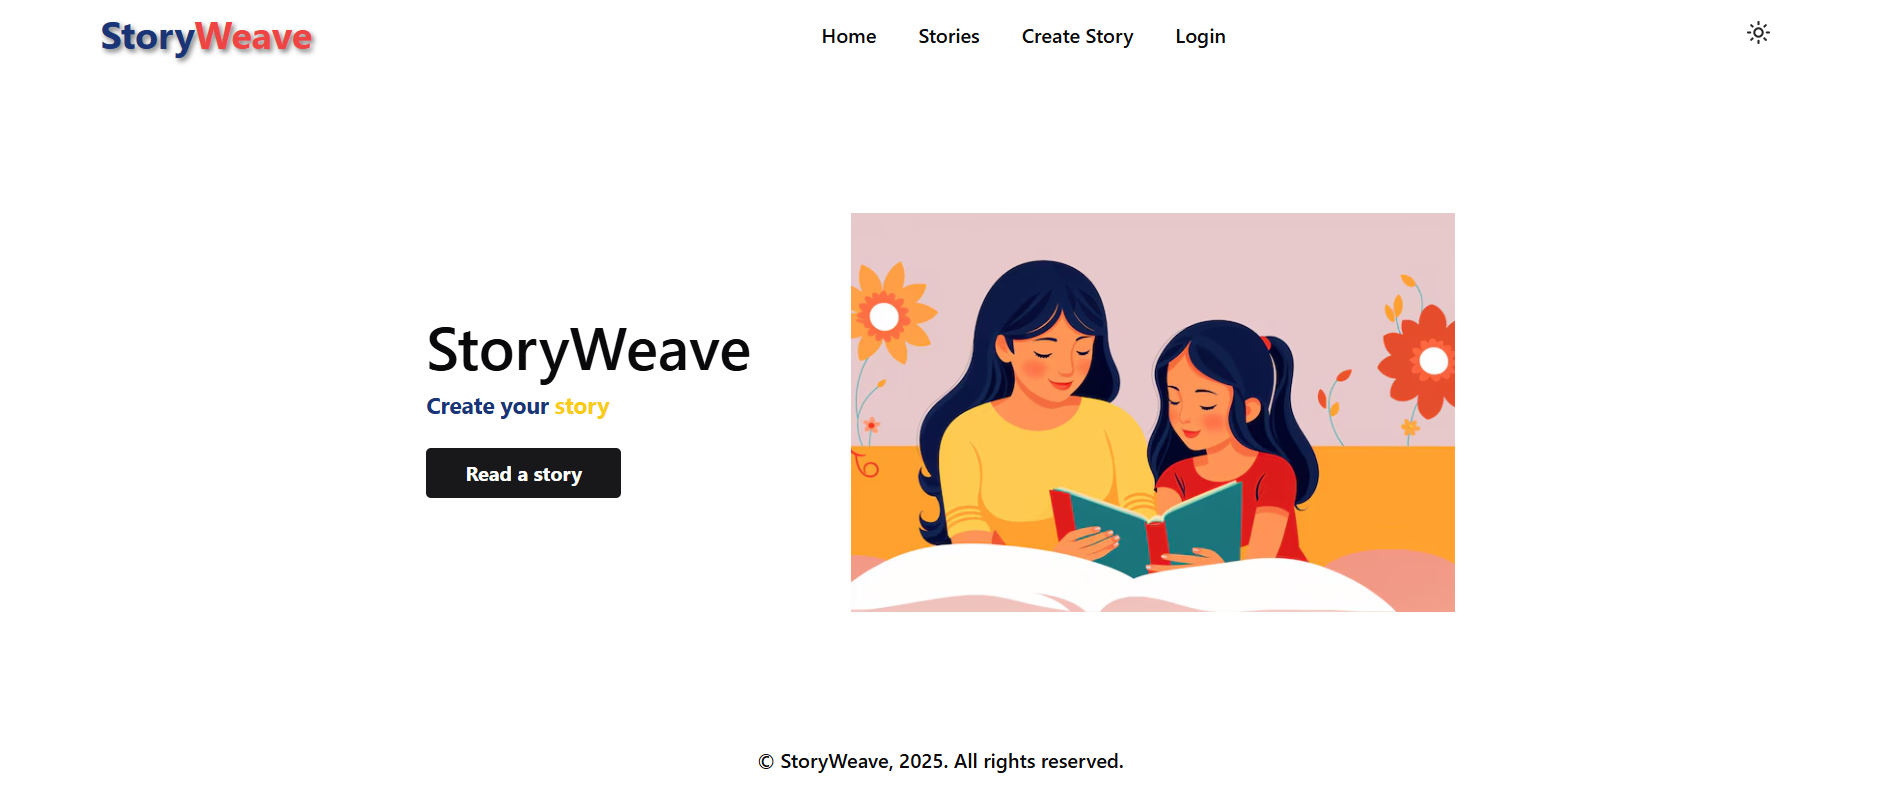 StoryWeave
Home Stories Create Story Login
StoryWeave
Create your story
Read a story
© StoryWeave, 2025. All rights reserved.